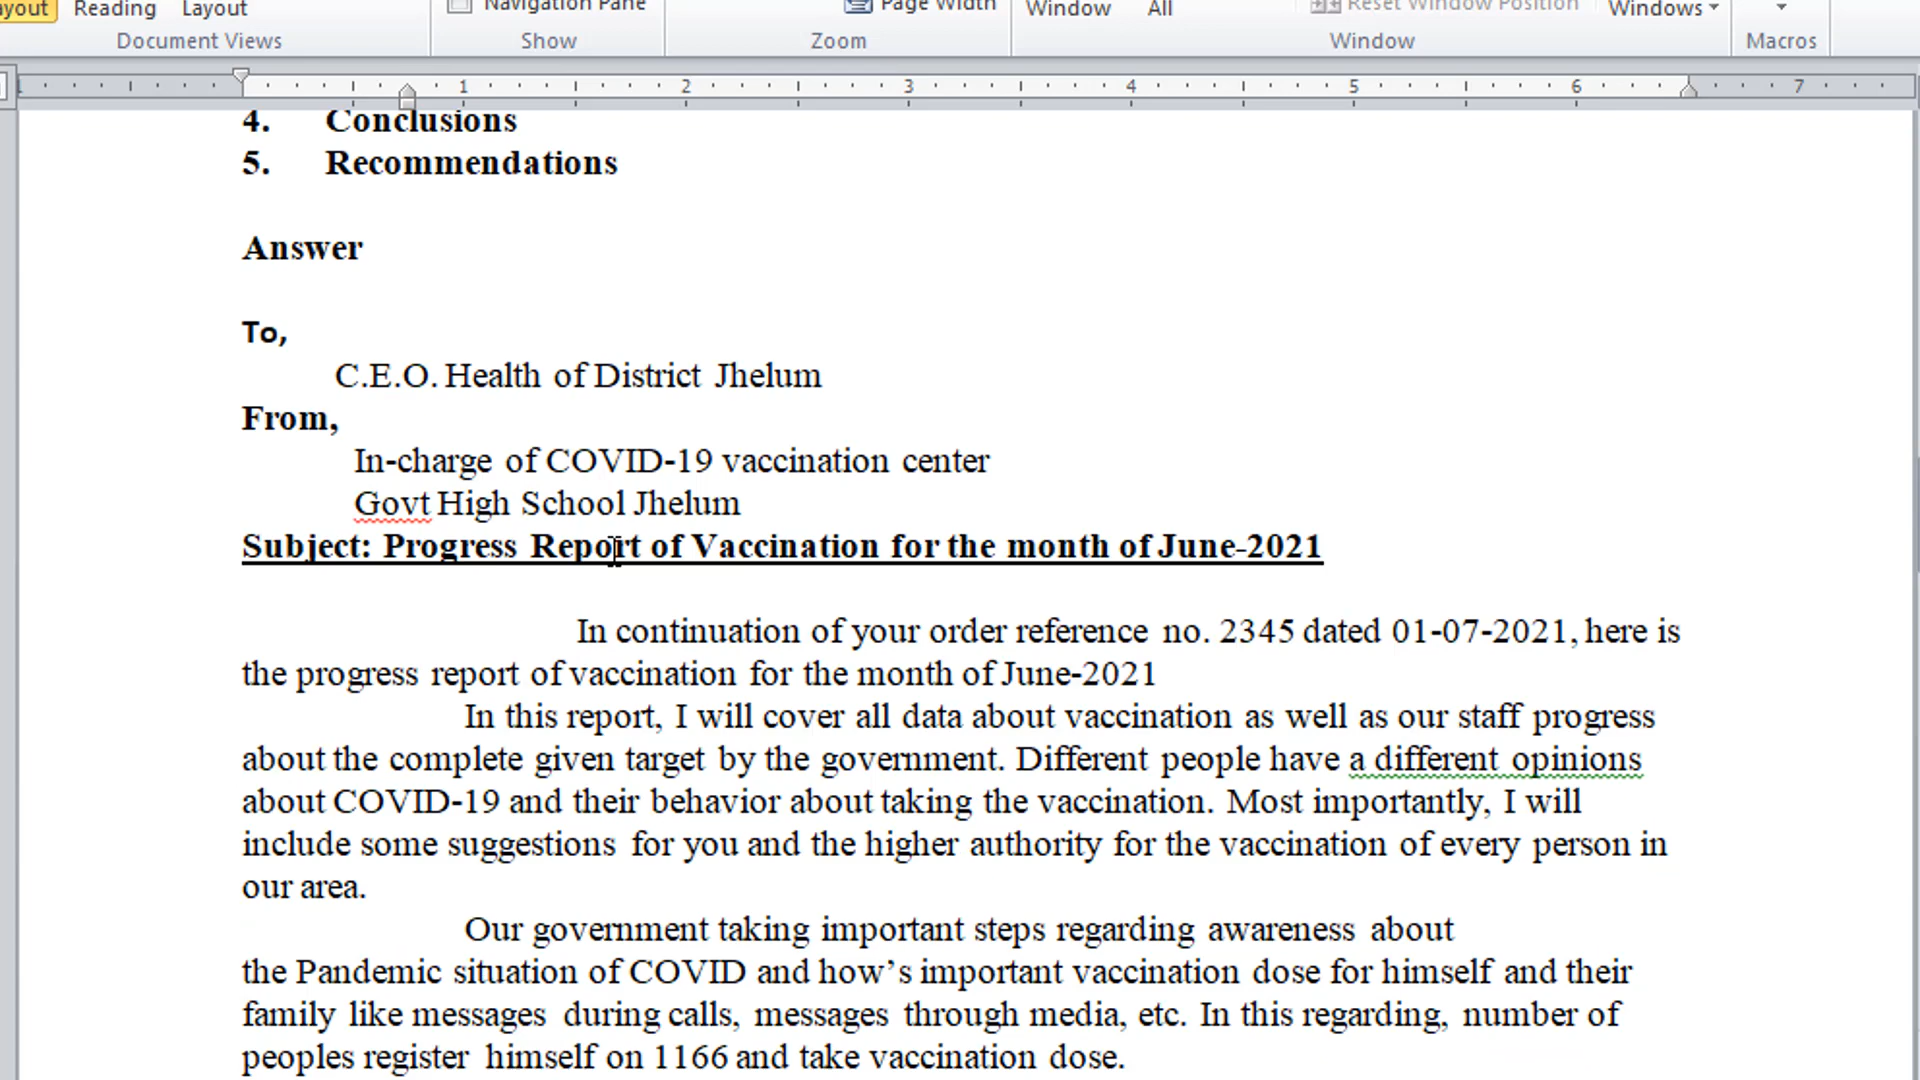 ayout Reading Layout Navigation Pane Page Width Window All Reset Window Position Windows
Document Views Show Zoom Window Macros
1 2 3 4 5 6 7
4. Conclusions
5. Recommendations
Answer
To,
C.E.O. Health of District Jhelum
From,
In-charge of COVID-19 vaccination center
Govt High School Jhelum
Subject: Progress Report of Vaccination for the month of June-2021
In continuation of your order reference no. 2345 dated 01-07-2021, here is
the progress report of vaccination for the month of June-2021
In this report, I will cover all data about vaccination as well as our staff progress
about the complete given target by the government. Different people have a different opinions
about COVID-19 and their behavior about taking the vaccination. Most importantly, I will
include some suggestions for you and the higher authority for the vaccination of every person in
our area.
Our government taking important steps regarding awareness about
the Pandemic situation of COVID and how’s important vaccination dose for himself and their
family like messages during calls, messages through media, etc. In this regarding, number of
peoples register himself on 1166 and take vaccination dose.